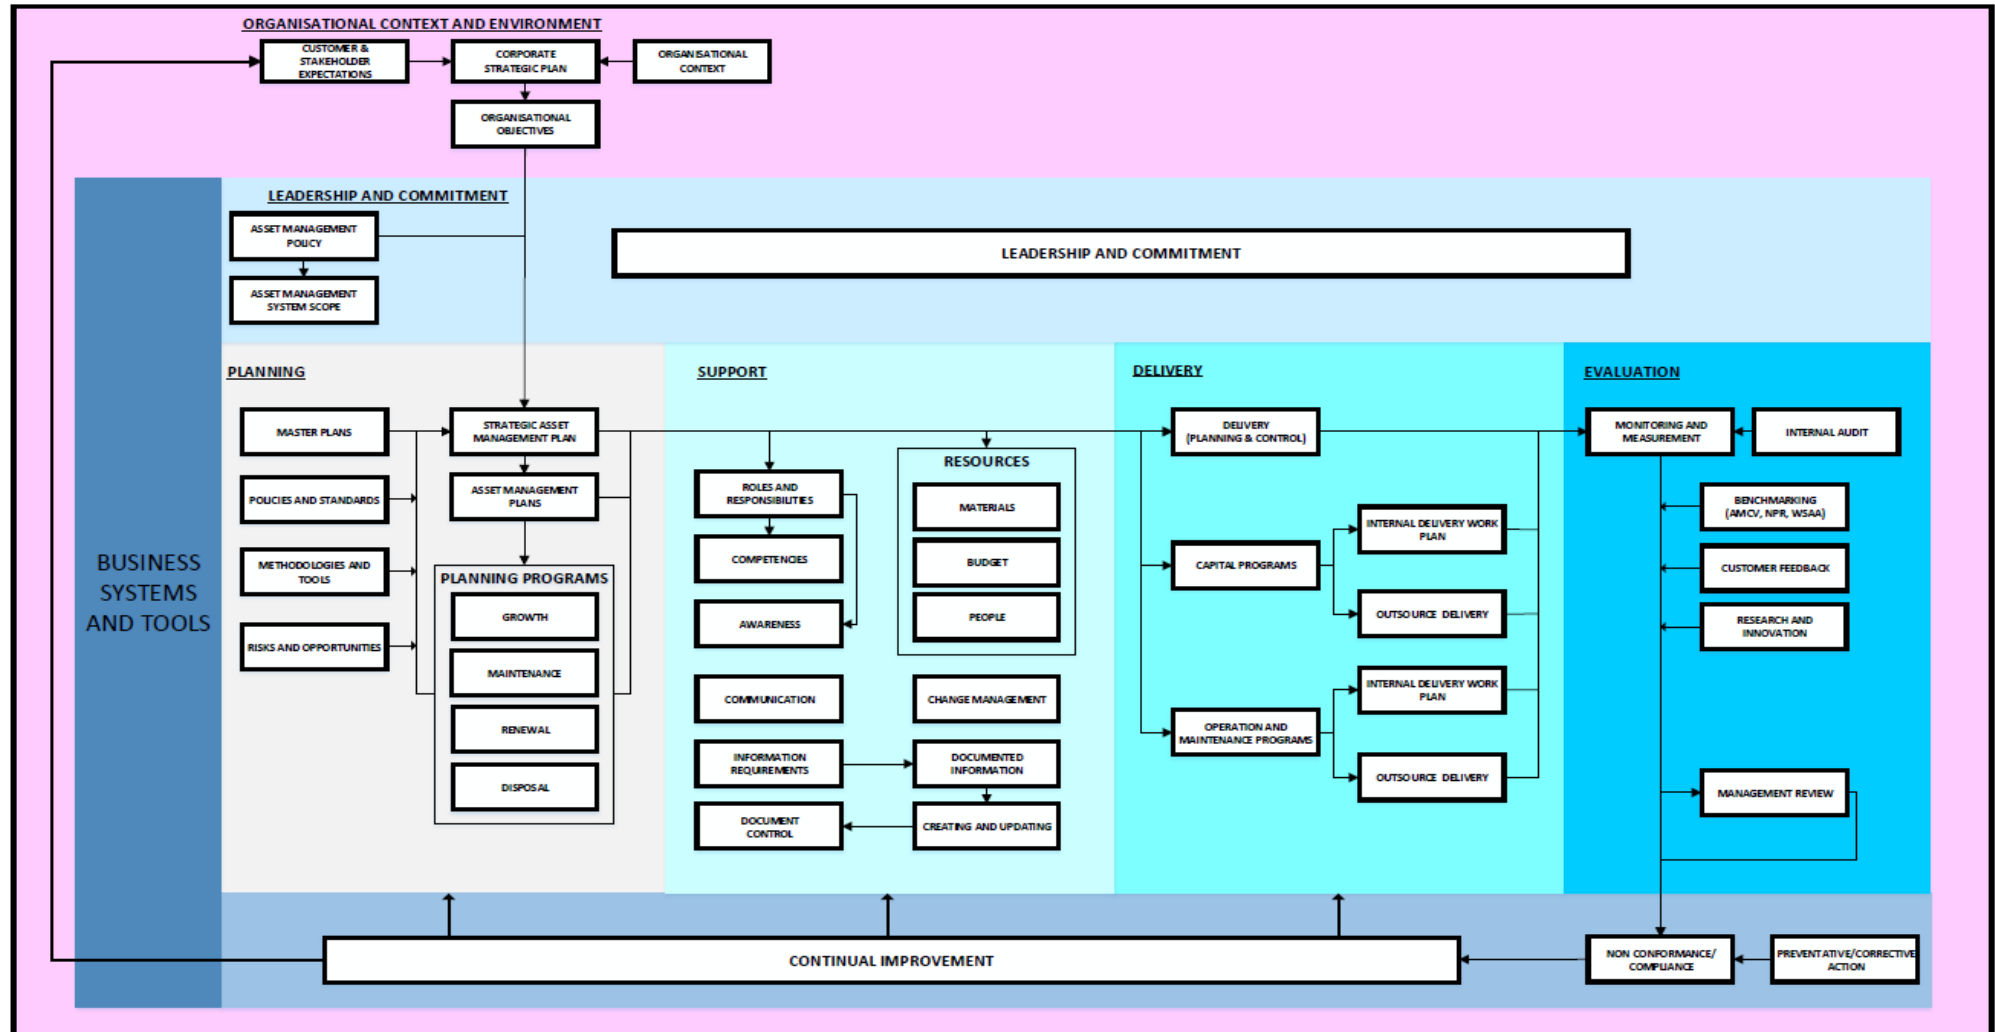 ORGANISATIONAL CONTEXT AND ENVIRONMENT
CUSTOMER &
STAKEHOLDER
EXPECTATIONS
CORPORATE
STRATEGIC PLAN
ORGANISATIONAL
CONTEXT
ORGANISATIONAL
OBJECTIVES
LEADERSHIP AND COMMITMENT
ASSET MANAGEMENT
POLICY
ASSET MANAGEMENT
SYSTEM SCOPE
LEADERSHIP AND COMMITMENT
BUSINESS
SYSTEMS
AND TOOLS
PLANNING
MASTER PLANS
POLICIES AND STANDARDS
METHODOLOGIES AND
TOOLS
RISKS AND OPPORTUNITIES
STRATEGIC ASSET
MANAGEMENT PLAN
ASSET MANAGEMENT
PLANS
PLANNING PROGRAMS
GROWTH
MAINTENANCE
RENEWAL
DISPOSAL
SUPPORT
ROLES AND
RESPONSIBILITIES
COMPETENCIES
AWARENESS
RESOURCES
MATERIALS
BUDGET
PEOPLE
COMMUNICATION
CHANGE MANAGEMENT
INFORMATION
REQUIREMENTS
DOCUMENTED
INFORMATION
DOCUMENT
CONTROL
CREATING AND UPDATING
DELIVERY
DELIVERY
(PLANNING & CONTROL)
CAPITAL PROGRAMS
INTERNAL DELIVERY WORK
PLAN
OUTSOURCE DELIVERY
OPERATION AND
MAINTENANCE PROGRAMS
INTERNAL DELIVERY WORK
PLAN
OUTSOURCE DELIVERY
EVALUATION
MONITORING AND
MEASUREMENT
INTERNAL AUDIT
BENCHMARKING
(AMCV, NPR, WSAA)
CUSTOMER FEEDBACK
RESEARCH AND
INNOVATION
MANAGEMENT REVIEW
CONTINUAL IMPROVEMENT
NON CONFORMANCE/
COMPLIANCE
PREVENTATIVE/CORRECTIVE
ACTION